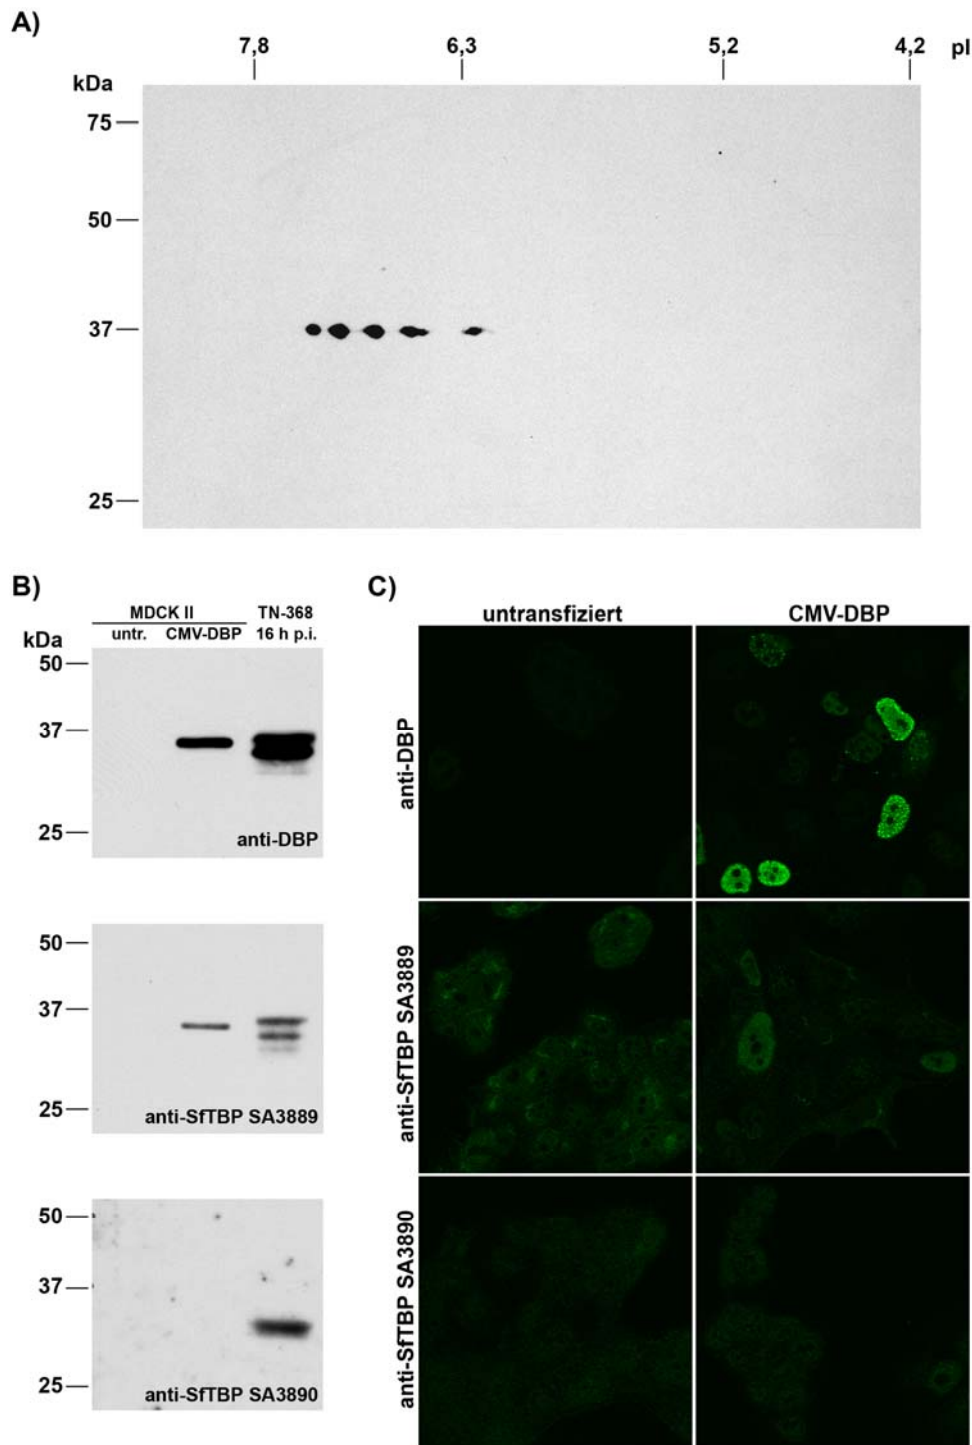 A)
7,8 6,3 5,2 4,2 pI
kDa
75
50
37
25
B)
MDCK II TN-368
untr. CMV-DBP 16 h p.i.
kDa
50
37
25
anti-DBP
50
37
25
anti-SfTBP SA3889
50
37
25
anti-SfTBP SA3890
C)
untransfiziert CMV-DBP
anti-DBP
anti-SfTBP SA3889
anti-SfTBP SA3890